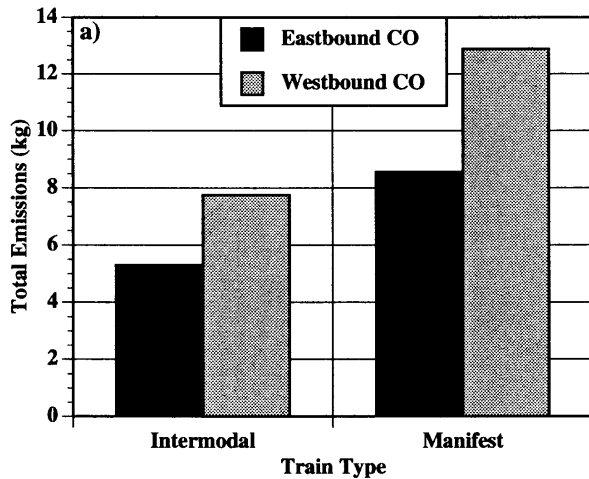 a)
Eastbound CO
Westbound CO
Total Emissions (kg)
14
12
10
8
6
4
2
0
Intermodal
Manifest
Train Type